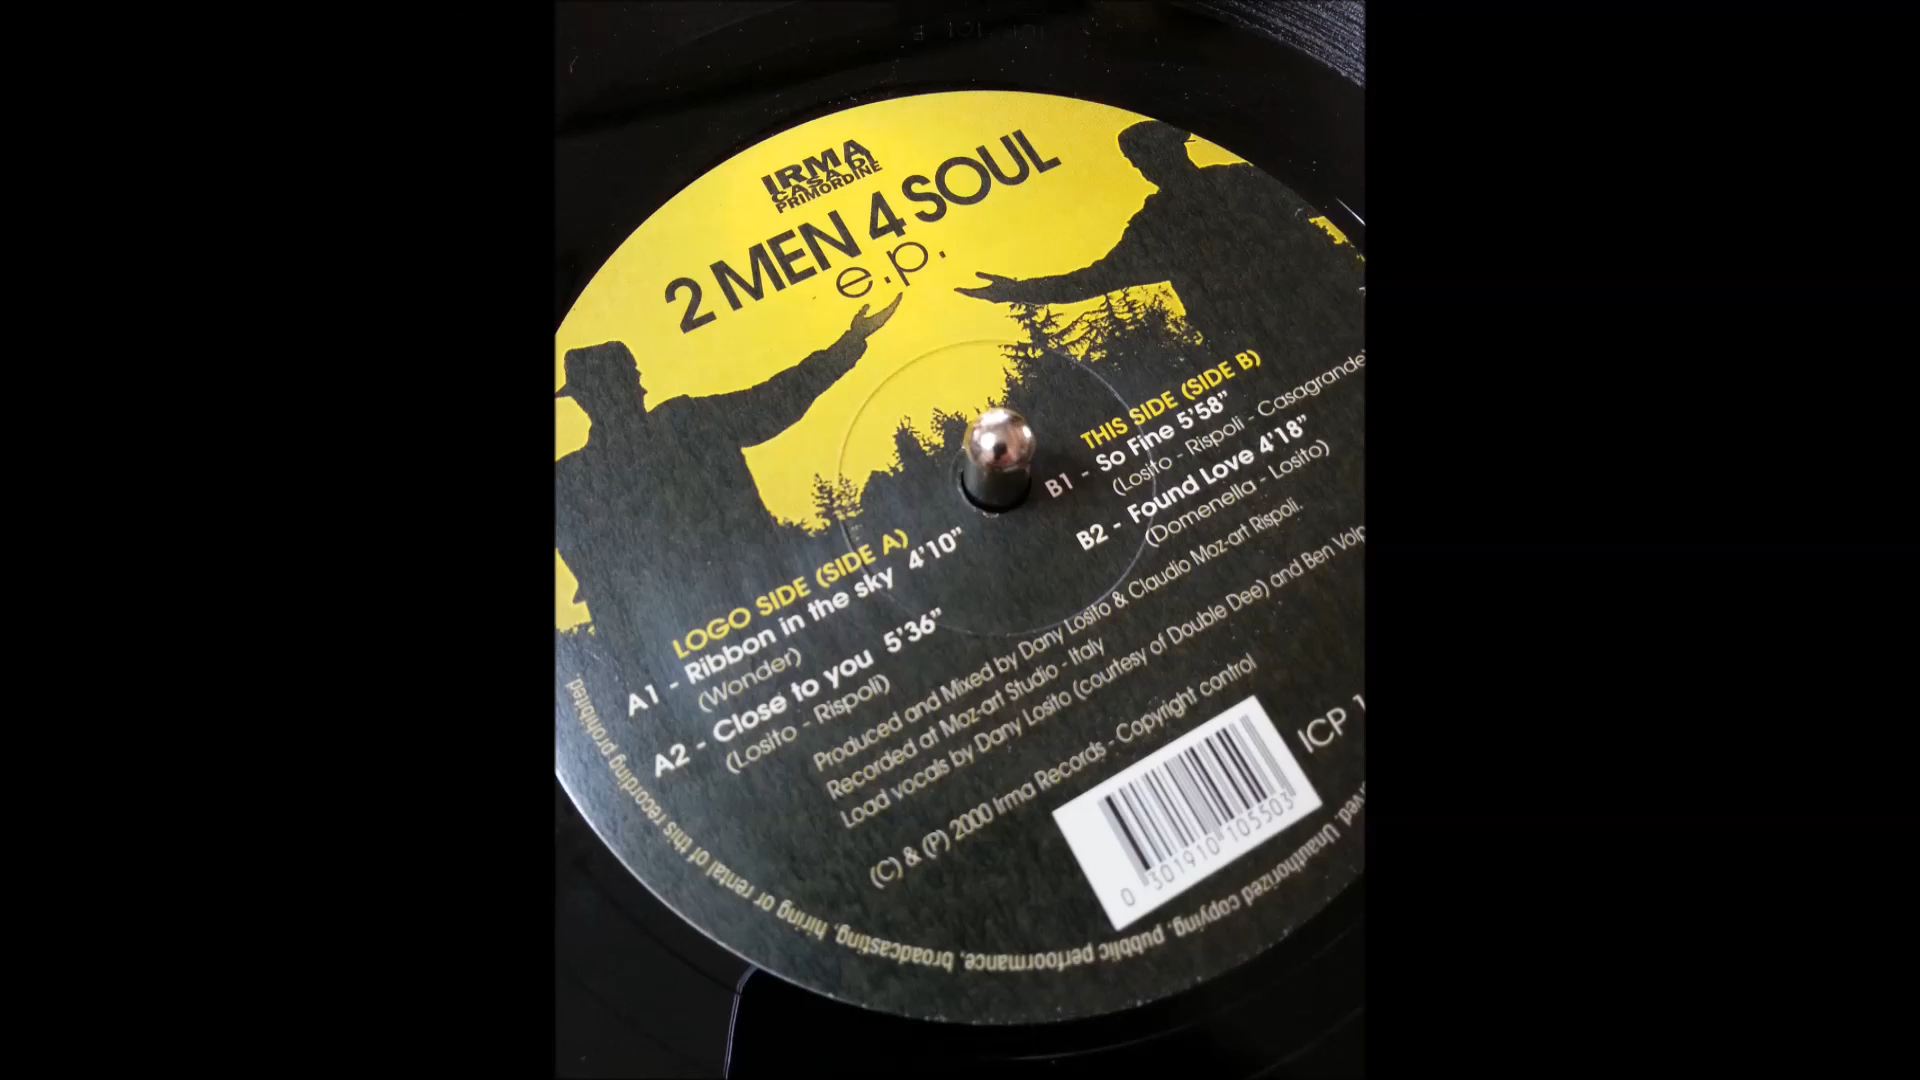 IRMA
CASA DI
PRIMORDINE
2 MEN 4 SOUL
e.p.
LOGO SIDE (SIDE A)
A1 - Ribbon in the sky 4'10"
(Wonder)
A2 - Close to you 5'36"
(Losito - Rispoli)
THIS SIDE (SIDE B)
B1 - So Fine 5'58"
(Losito - Rispoli - Casagrande)
B2 - Found Love 4'18"
(Domenella - Losito)
Produced and Mixed by Dany Losito & Claudio Moz-art Rispoli.
Recorded at Moz-art Studio - Italy
Load vocals by Dany Losito (courtesy of Double Dee) and Ben
(C) & (P) 2000 Irma Records - Copyright control
ICP
0 301910 105503
Unauthorized copying, pubblic perfoormance, broadcasting, hiring or rental of this recording prohibited.